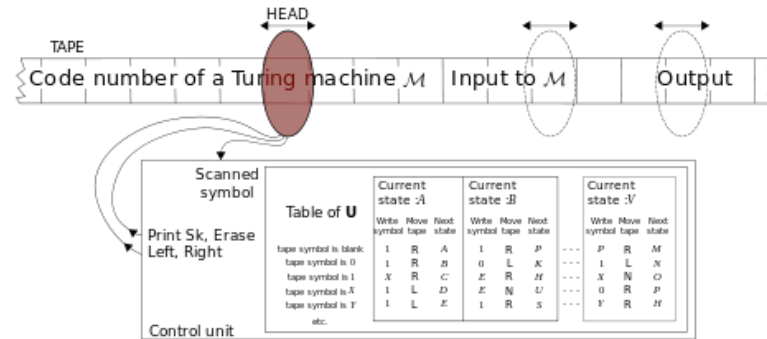 HEAD
TAPE
Code number of a Turing machine ℳ Input to ℳ Output
Scanned
symbol
Print Sk, Erase
Left, Right
Control unit
Table of U
Current Current Current
state :A state :B state :V
Write Move Next Write Move Next Write Move Next
symbol tape state symbol tape state symbol tape state
tape symbol is blank 1 R A 1 R P ---- P R M
tape symbol is 0 1 R B 0 L K ---- 1 L N
tape symbol is 1 X R C E R H ---- X N O
tape symbol is X 1 L D E N U ---- 0 R P
tape symbol is Y 1 L E 1 R S ---- Y R H
etc.